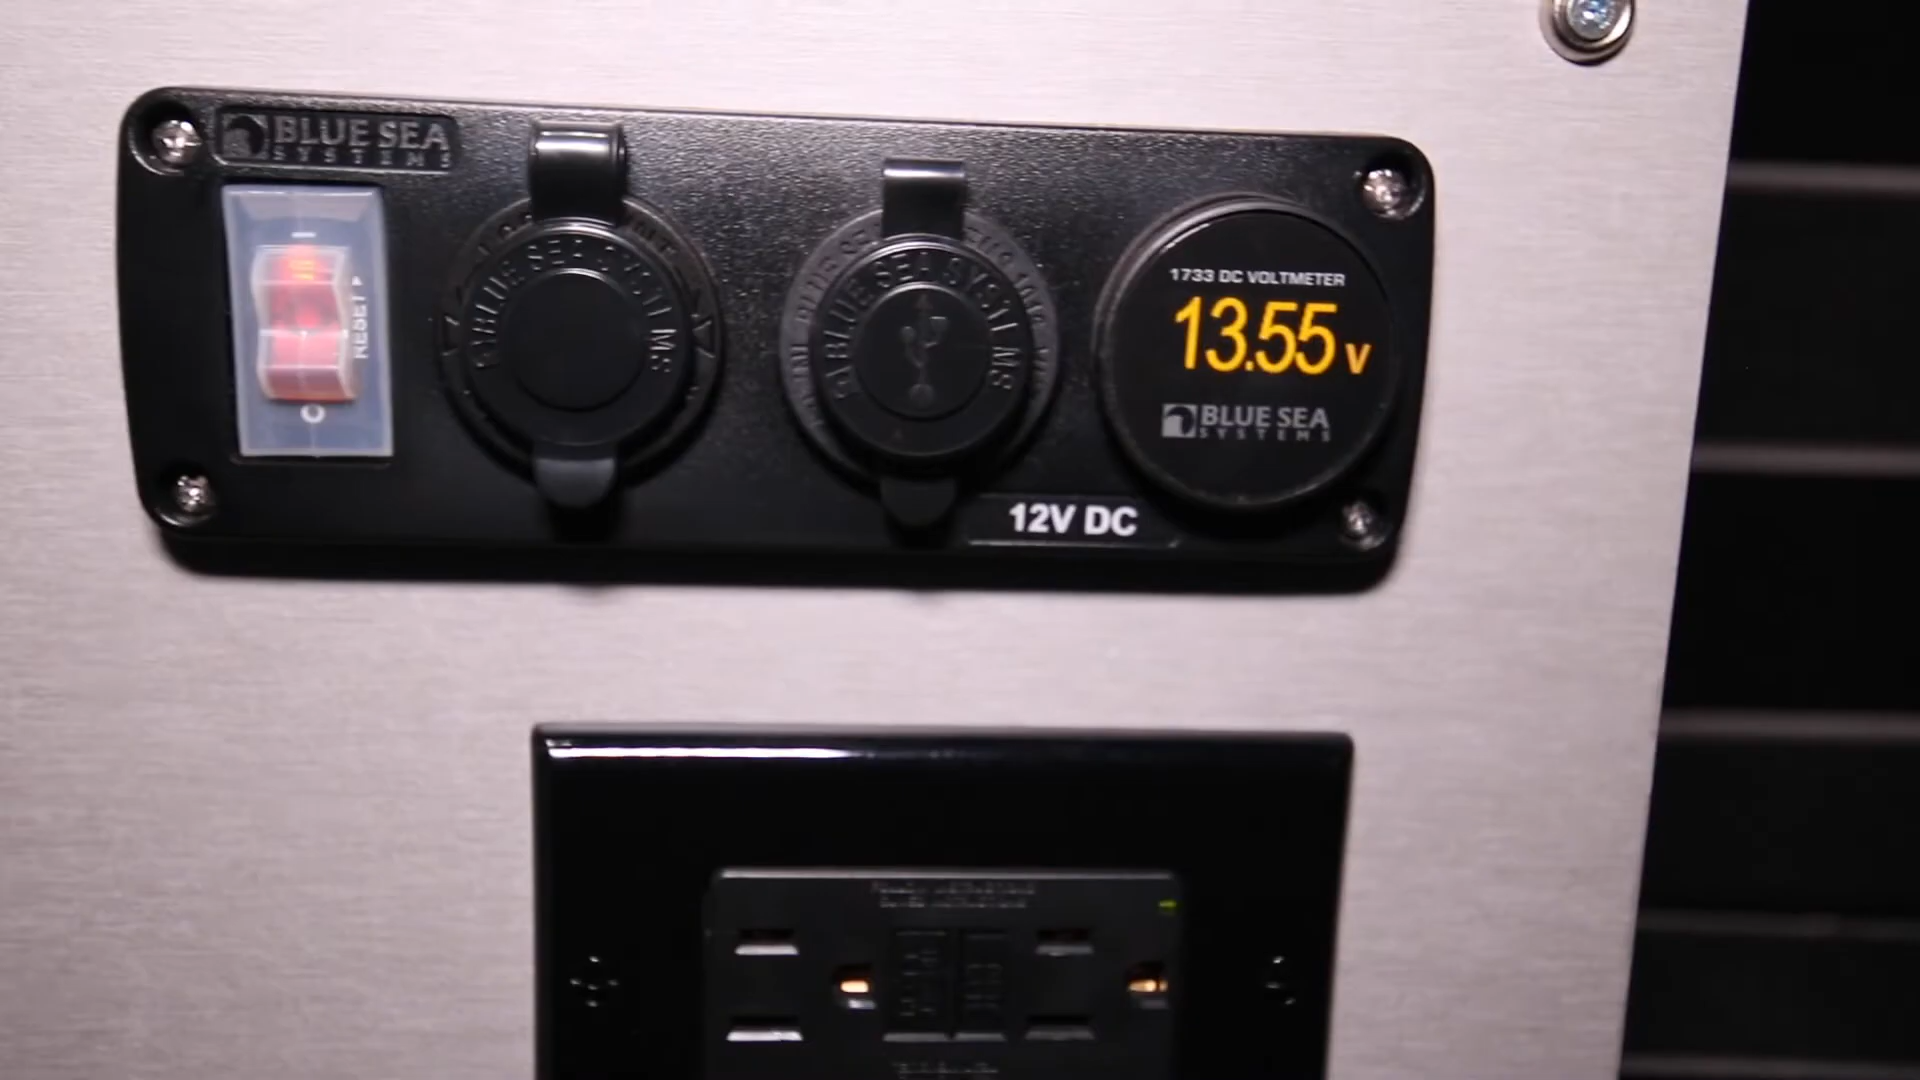 BLUE SEA
SYSTEMS
RESET
BLUE SEA SYSTEMS
BLUE SEA SYSTEMS
1733 DC VOLTMETER
13.55 V
BLUE SEA
SYSTEMS
12V DC